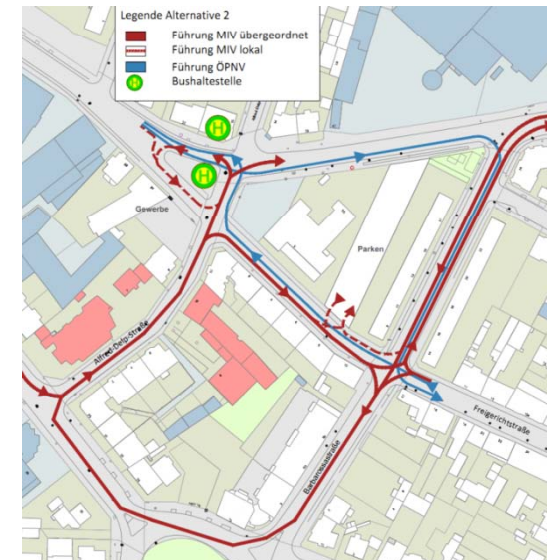 Legende Alternative 2
Führung MIV übergeordnet
Führung MIV lokal
Führung ÖPNV
H Bushaltestelle
H
H
Gewerbe
Parken
Alfred-Delp-Straße
Barbarossastraße
Freigerichtstraße